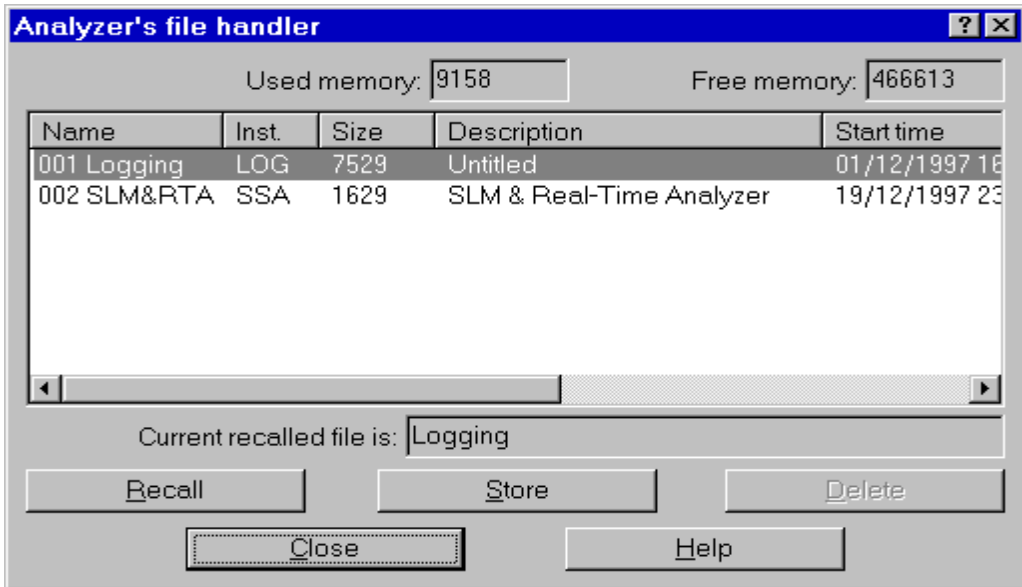 Analyzer's file handler
Used memory: 9158 Free memory: 466613
Name Inst. Size Description Start time
001 Logging LOG 7529 Untitled 01/12/1997 16
002 SLM&RTA SSA 1629 SLM & Real-Time Analyzer 19/12/1997 23
Current recalled file is: Logging
Recall Store Delete
Close Help